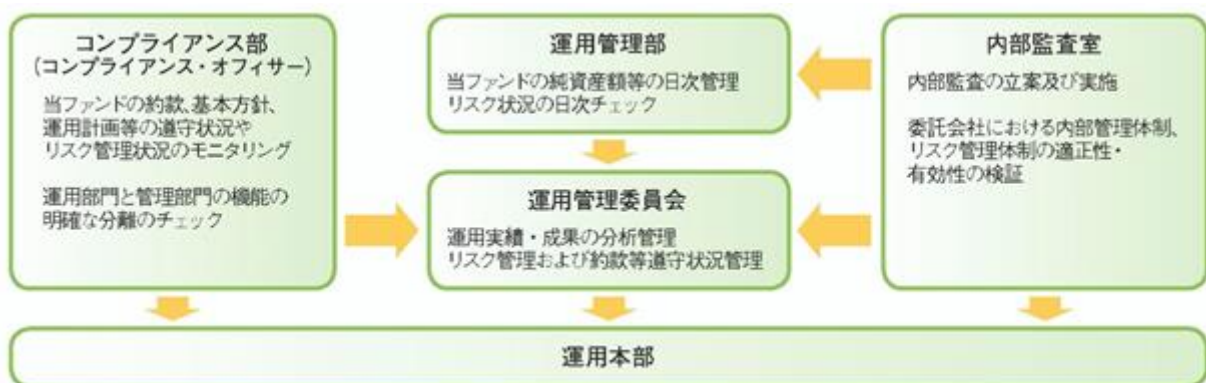 コンプライアンス部
(コンプライアンス・オフィサー)
当ファンドの約款、基本方針、
運用計画等の遵守状況や
リスク管理状況のモニタリング
運用部門と管理部門の機能の
明確な分離のチェック
運用管理部
当ファンドの純資産額等の日次管理
リスク状況の日次チェック
運用管理委員会
運用実績・成果の分析管理
リスク管理および約款等遵守状況管理
内部監査室
内部監査の立案及び実施
委託会社における内部管理体制、
リスク管理体制の適正性・
有効性の検証
運用本部